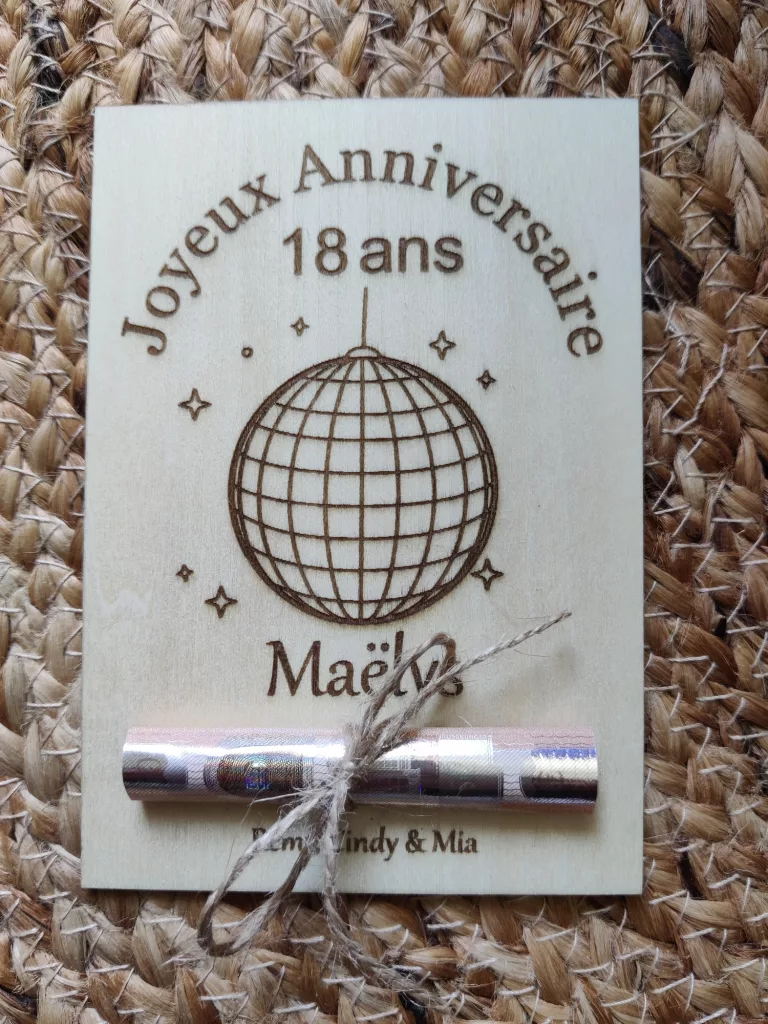 Joyeux Anniversaire
18 ans
Maëlys
& Mia